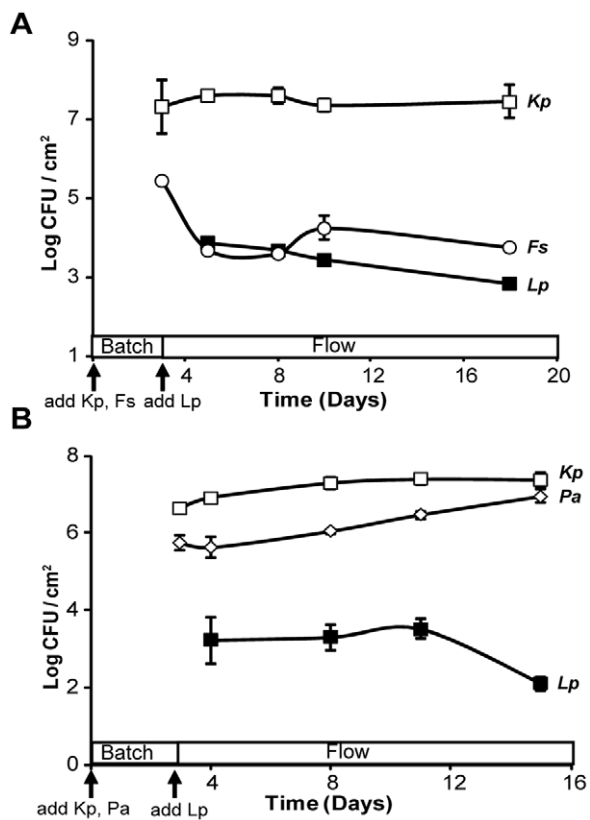 A
9
7
5
3
1
Log CFU / cm²
Kp
Fs
Lp
Batch
Flow
4
8
12
16
20
add Kp, Fs
add Lp
Time (Days)
B
8
6
4
2
0
Log CFU / cm²
Kp
Pa
Lp
Batch
Flow
4
8
12
16
add Kp, Pa
add Lp
Time (Days)